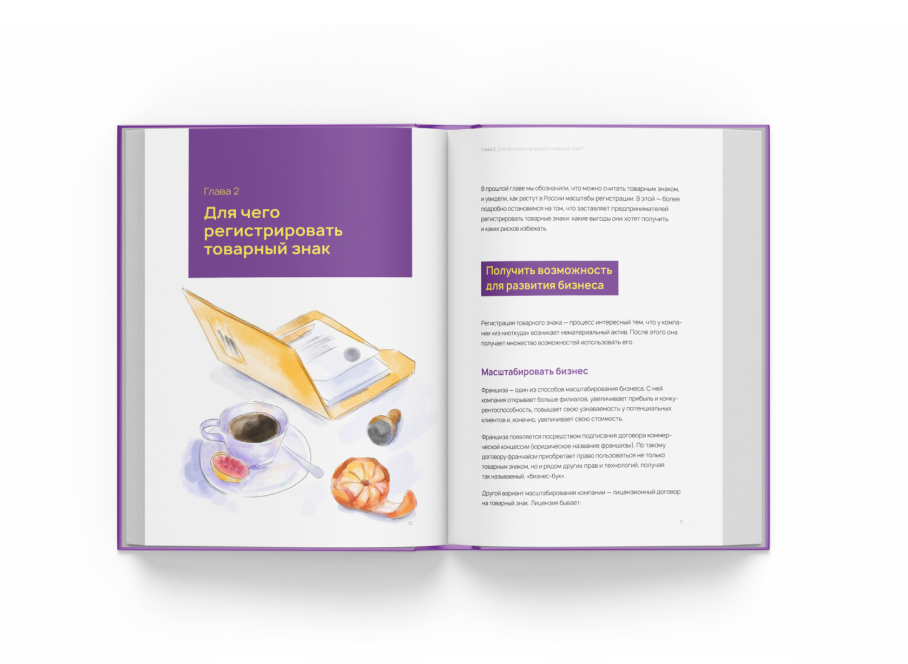 Глава 2
Для чего
регистрировать
товарный знак
Глава 2. Для чего регистрировать товарный знак?
В прошлой главе мы обозначили, что можно считать товарным знаком,
и увидели, как растут в России масштабы регистрации. В этой — более
подробно остановимся на том, что заставляет предпринимателей
регистрировать товарные знаки: какие выгоды они хотят получить
и каких рисков избежать.
Получить возможность
для развития бизнеса
Регистрация товарного знака — процесс интересный тем, что у компа-
нии «из ниоткуда» возникает нематериальный актив. После этого она
получает множество возможностей использовать его.
Масштабировать бизнес
Франшиза — один из способов масштабирования бизнеса. С ней
компания открывает больше филиалов, увеличивает прибыль и конку-
рентоспособность, повышает свою узнаваемость у потенциальных
клиентов и, конечно, увеличивает свою стоимость.
Франшиза появляется посредством подписания договора коммер-
ческой концессии (юридическое название франшизы). По такому
договору франчайзи приобретает право пользоваться не только
товарным знаком, но и рядом других прав и технологий, получая
так называемый, «бизнес-бук».
Другой вариант масштабирования компании — лицензионный договор
на товарный знак. Лицензия бывает: